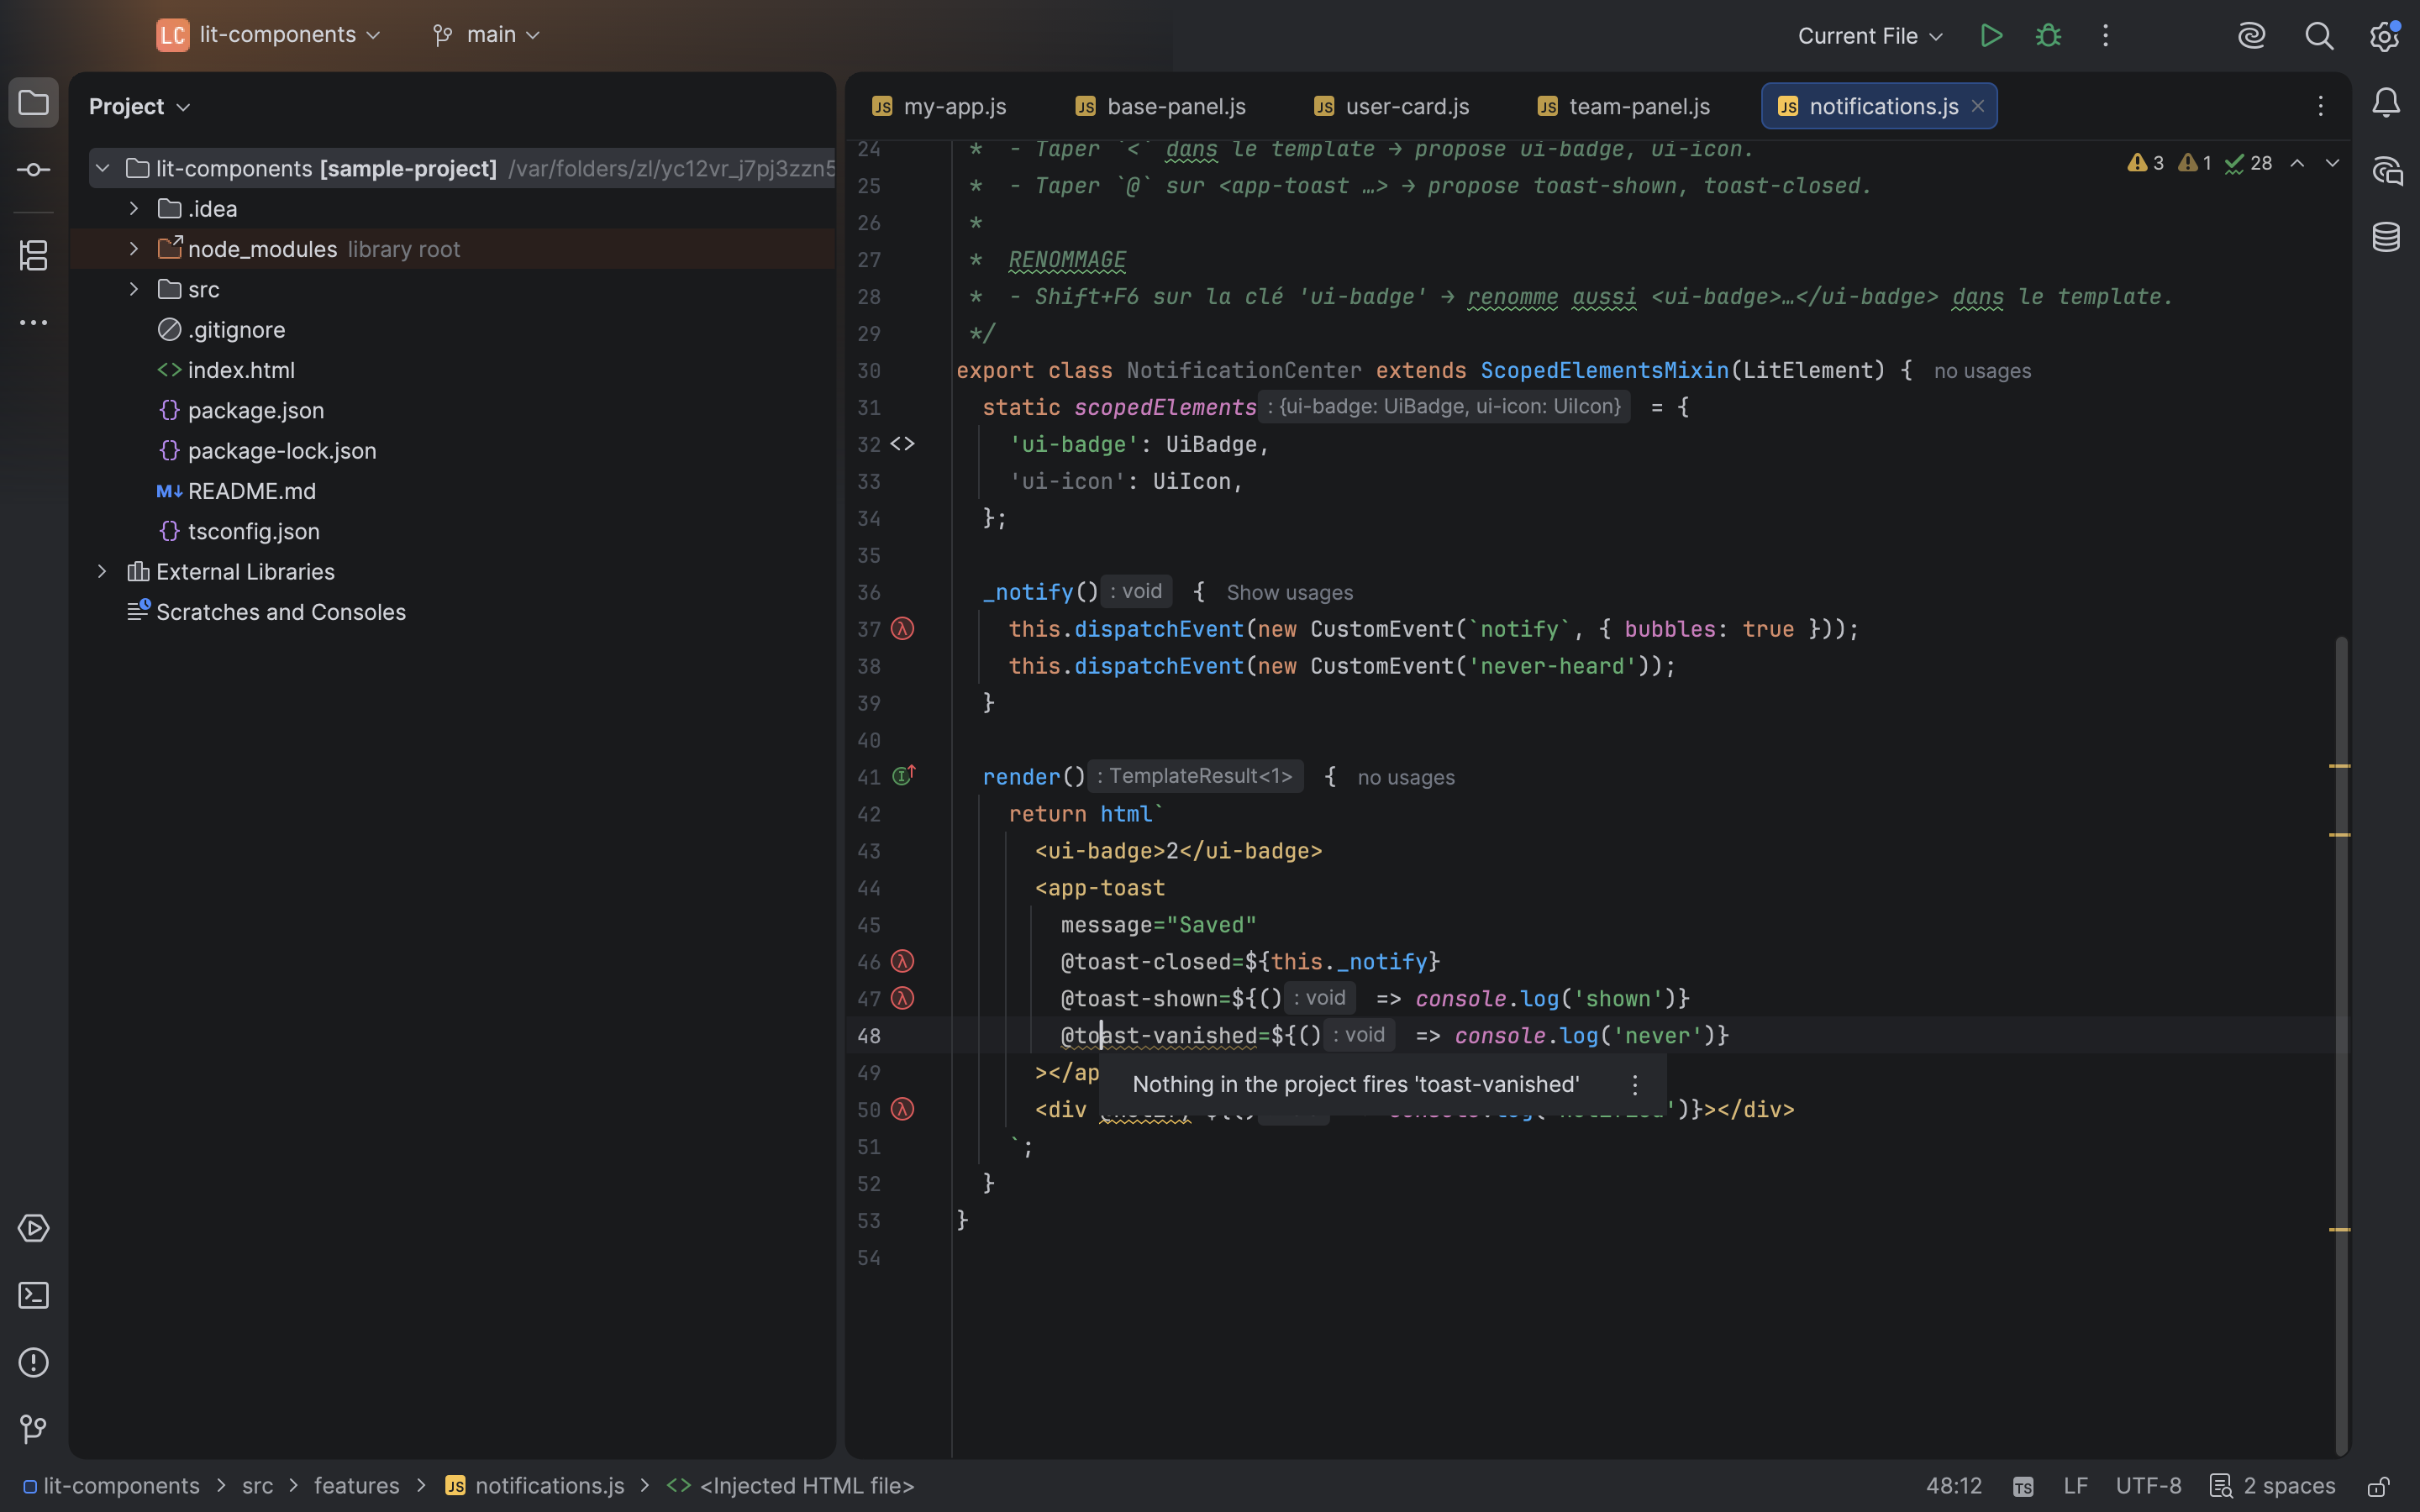 LC lit-components
main
Current File
Project
my-app.js
base-panel.js
user-card.js
team-panel.js
notifications.js
lit-components [sample-project] /var/folders/zl/yc12vr_j7pj3zzn5
.idea
node_modules library root
src
.gitignore
index.html
package.json
package-lock.json
M↓ README.md
tsconfig.json
External Libraries
Scratches and Consoles
3 1 28
24 * - Taper `<` dans le template → propose ui-badge, ui-icon.
25 * - Taper `@` sur <app-toast …> → propose toast-shown, toast-closed.
26 *
27 * RENOMMAGE
28 * - Shift+F6 sur la clé 'ui-badge' → renomme aussi <ui-badge>…</ui-badge> dans le template.
29 */
30 export class NotificationCenter extends ScopedElementsMixin(LitElement) { no usages
31 static scopedElements : {ui-badge: UiBadge, ui-icon: UiIcon} = {
32 'ui-badge': UiBadge,
33 'ui-icon': UiIcon,
34 };
35
36 _notify() : void { Show usages
37 this.dispatchEvent(new CustomEvent(`notify`, { bubbles: true }));
38 this.dispatchEvent(new CustomEvent('never-heard'));
39 }
40
41 render() : TemplateResult<1> { no usages
42 return html`
43 <ui-badge>2</ui-badge>
44 <app-toast
45 message="Saved"
46 @toast-closed=${this._notify}
47 @toast-shown=${() : void => console.log('shown')}
48 @toast-vanished=${() : void => console.log('never')}
49 ></ap
Nothing in the project fires 'toast-vanished'
50 <div ')}></div>
51 `;
52 }
53 }
54
lit-components > src > features > JS notifications.js > <> <Injected HTML file>
48:12 TS LF UTF-8 2 spaces